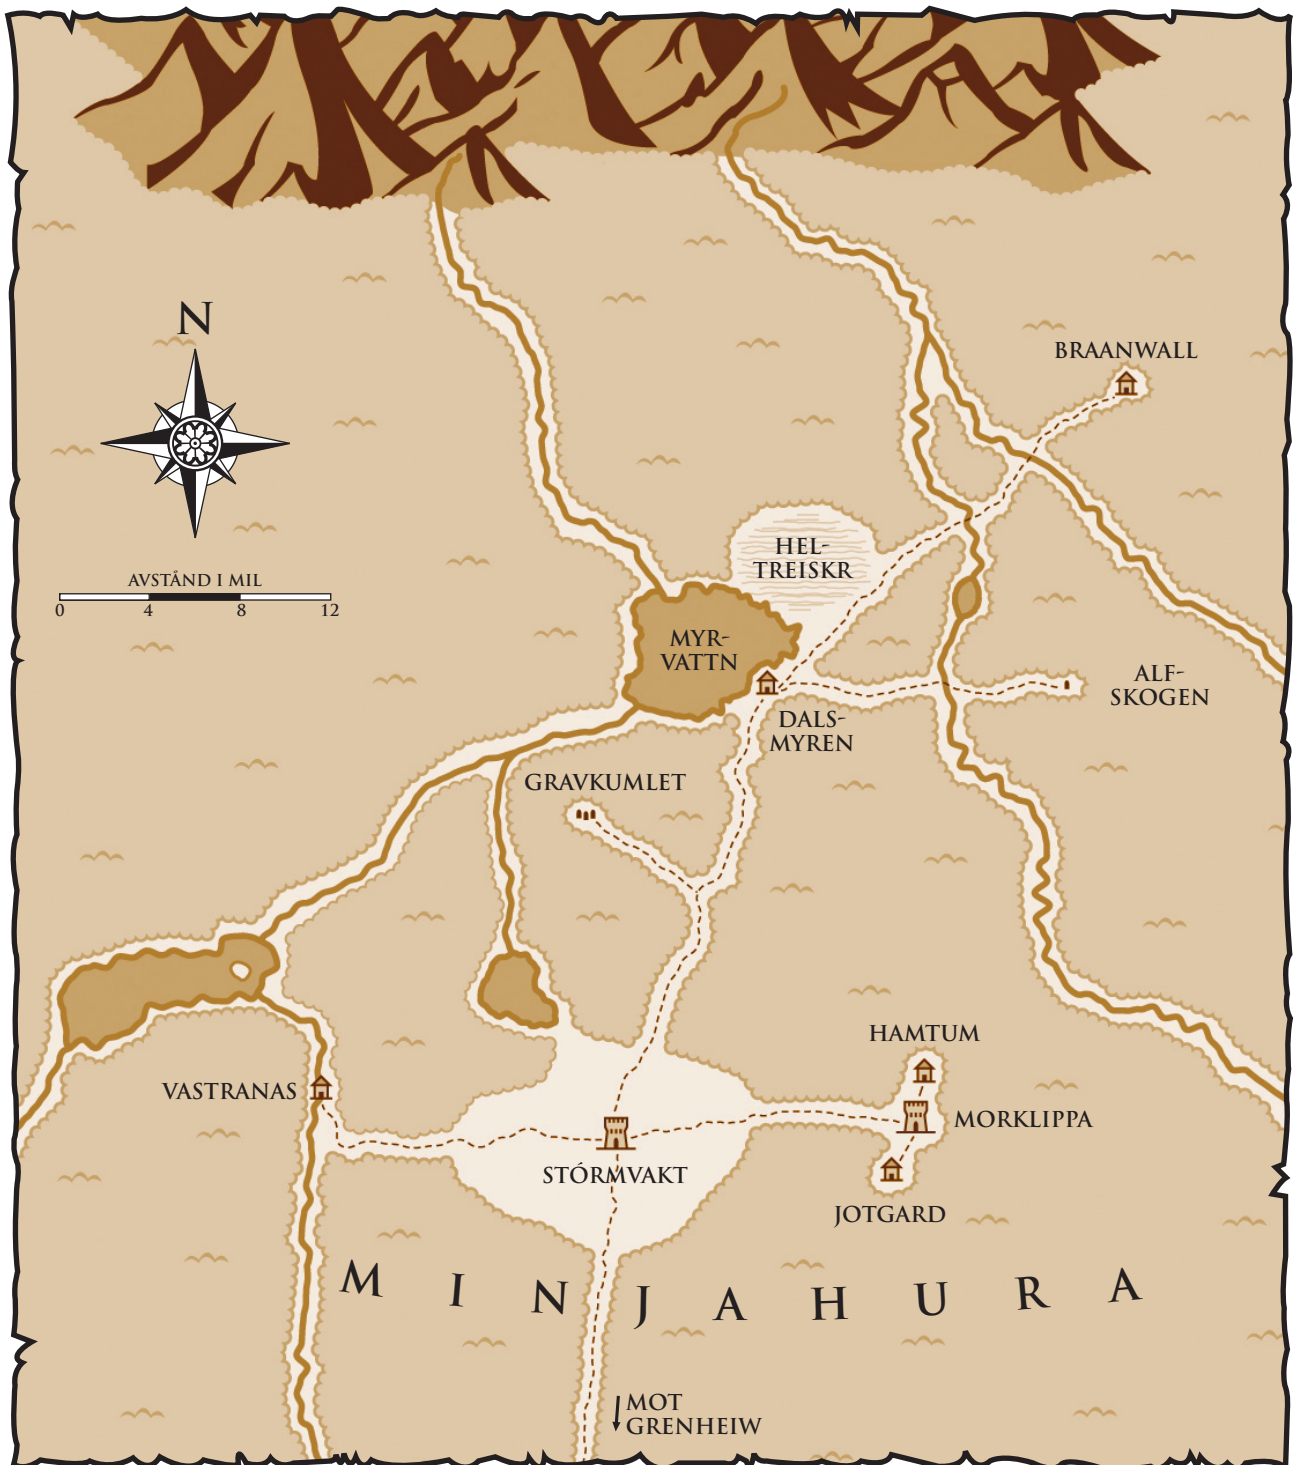 N
BRAANWALL
HEL-
TREISKR
AVSTÅND I MIL
0 4 8 12
MYR-
VATTN
ALF-
SKOGEN
DALS-
MYREN
GRAVKUMLET
HAMTUM
VASTRANAS
MORKLIPPA
STÓRMVAKT
JOTGARD
MINJAHURA
MOT
GRENHEIW